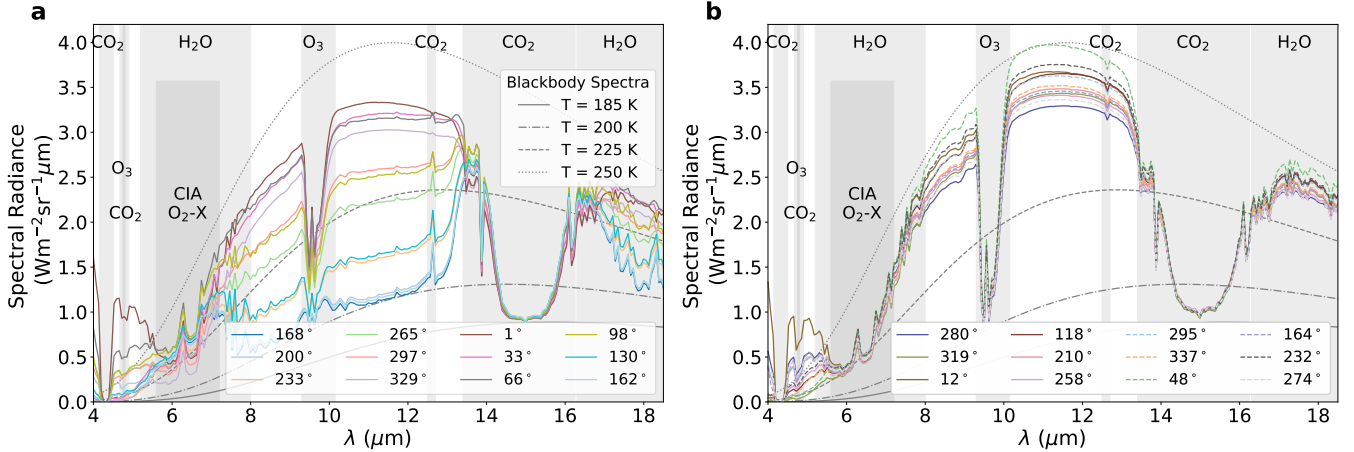 a
CO₂
H₂O
O₃
CO₂
CO₂
H₂O
O₃
CO₂
CIA
O₂-X
Blackbody Spectra
T = 185 K
T = 200 K
T = 225 K
T = 250 K
168°
265°
1°
98°
200°
297°
33°
130°
233°
329°
66°
162°
4.0
3.5
3.0
2.5
2.0
1.5
1.0
0.5
0.0
4
6
8
10
12
14
16
18
Spectral Radiance
(Wm⁻²sr⁻¹μm)
λ (μm)
b
CO₂
H₂O
O₃
CO₂
CO₂
H₂O
O₃
CO₂
CIA
O₂-X
280°
118°
295°
164°
319°
210°
337°
232°
12°
258°
48°
274°
4.0
3.5
3.0
2.5
2.0
1.5
1.0
0.5
0.0
4
6
8
10
12
14
16
18
Spectral Radiance
(Wm⁻²sr⁻¹μm)
λ (μm)